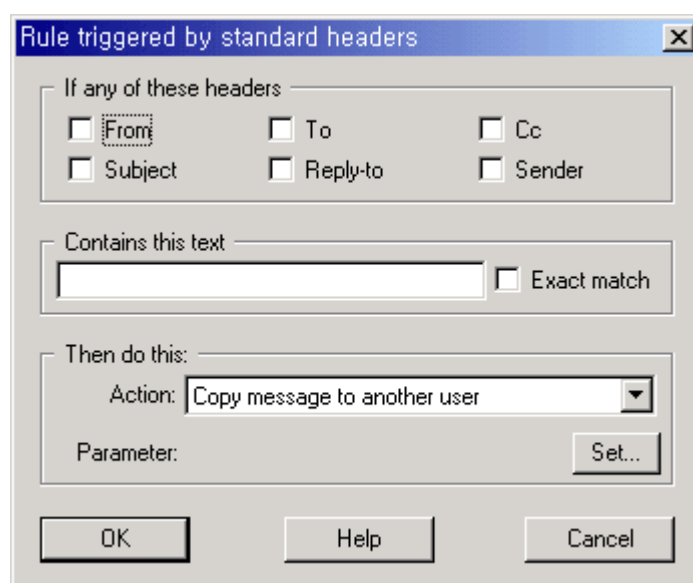 Rule triggered by standard headers
If any of these headers
From To Cc
Subject Reply-to Sender
Contains this text
Exact match
Then do this:
Action: Copy message to another user
Parameter: Set...
OK Help Cancel